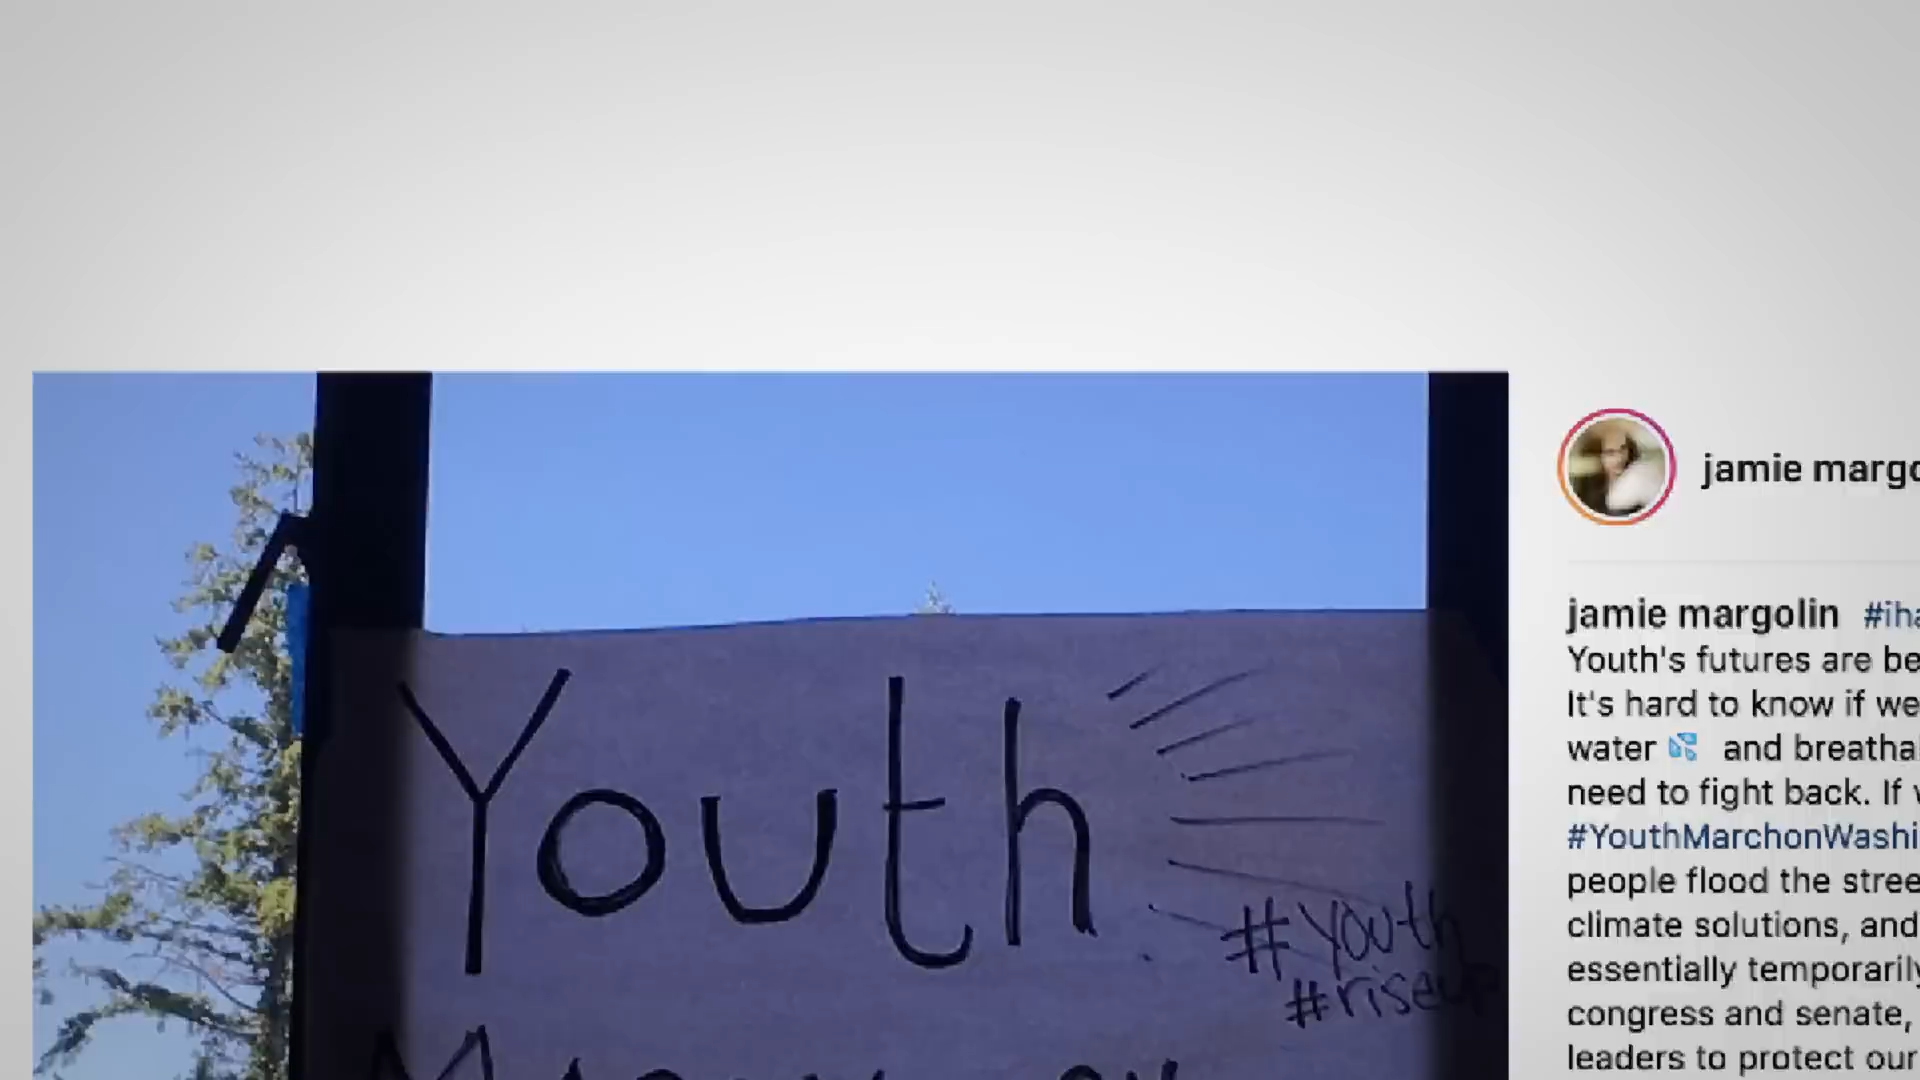 Youth
#Youth
#riseup
jamie margo
jamie margolin #iha
Youth's futures are be
It's hard to know if we
water 💦 and breatha
need to fight back. If
#YouthMarchonWashi
people flood the stree
climate solutions, and
essentially temporarily
congress and senate,
leaders to protect our